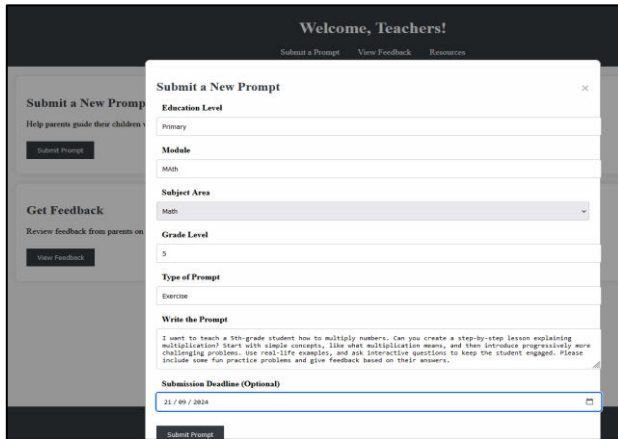 Welcome, Teachers!
Submit a Prompt View Feedback Resources
Submit a New Promp
Help parents guide their children
Submit Prompt
Get Feedback
Review feedback from parents on
View Feedback
Submit a New Prompt ×
Education Level
Primary
Module
MAth
Subject Area
Math
Grade Level
5
Type of Prompt
Exercise
Write the Prompt
I want to teach a 5th-grade student how to multiply numbers. Can you create a step-by-step lesson explaining
multiplication? Start with simple concepts, like what multiplication means, and then introduce progressively more
challenging problems. Use real-life examples, and ask interactive questions to keep the student engaged. Please
include some fun practice problems and give feedback based on their answers.
Submission Deadline (Optional)
21 / 09 / 2024
Submit Prompt